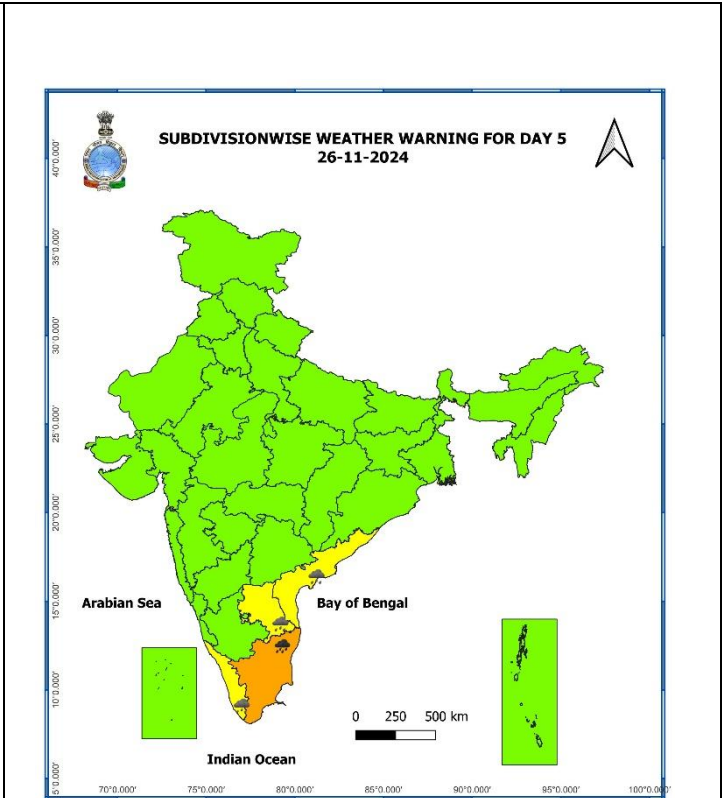 SUBDIVISIONWISE WEATHER WARNING FOR DAY 5
26-11-2024
40°0.000'
35°0.000'
30°0.000'
25°0.000'
20°0.000'
15°0.000'
10°0.000'
5°0.000'
Arabian Sea
Bay of Bengal
0 250 500 km
Indian Ocean
70°0.000' 75°0.000' 80°0.000' 85°0.000' 90°0.000' 95°0.000' 100°0.000'